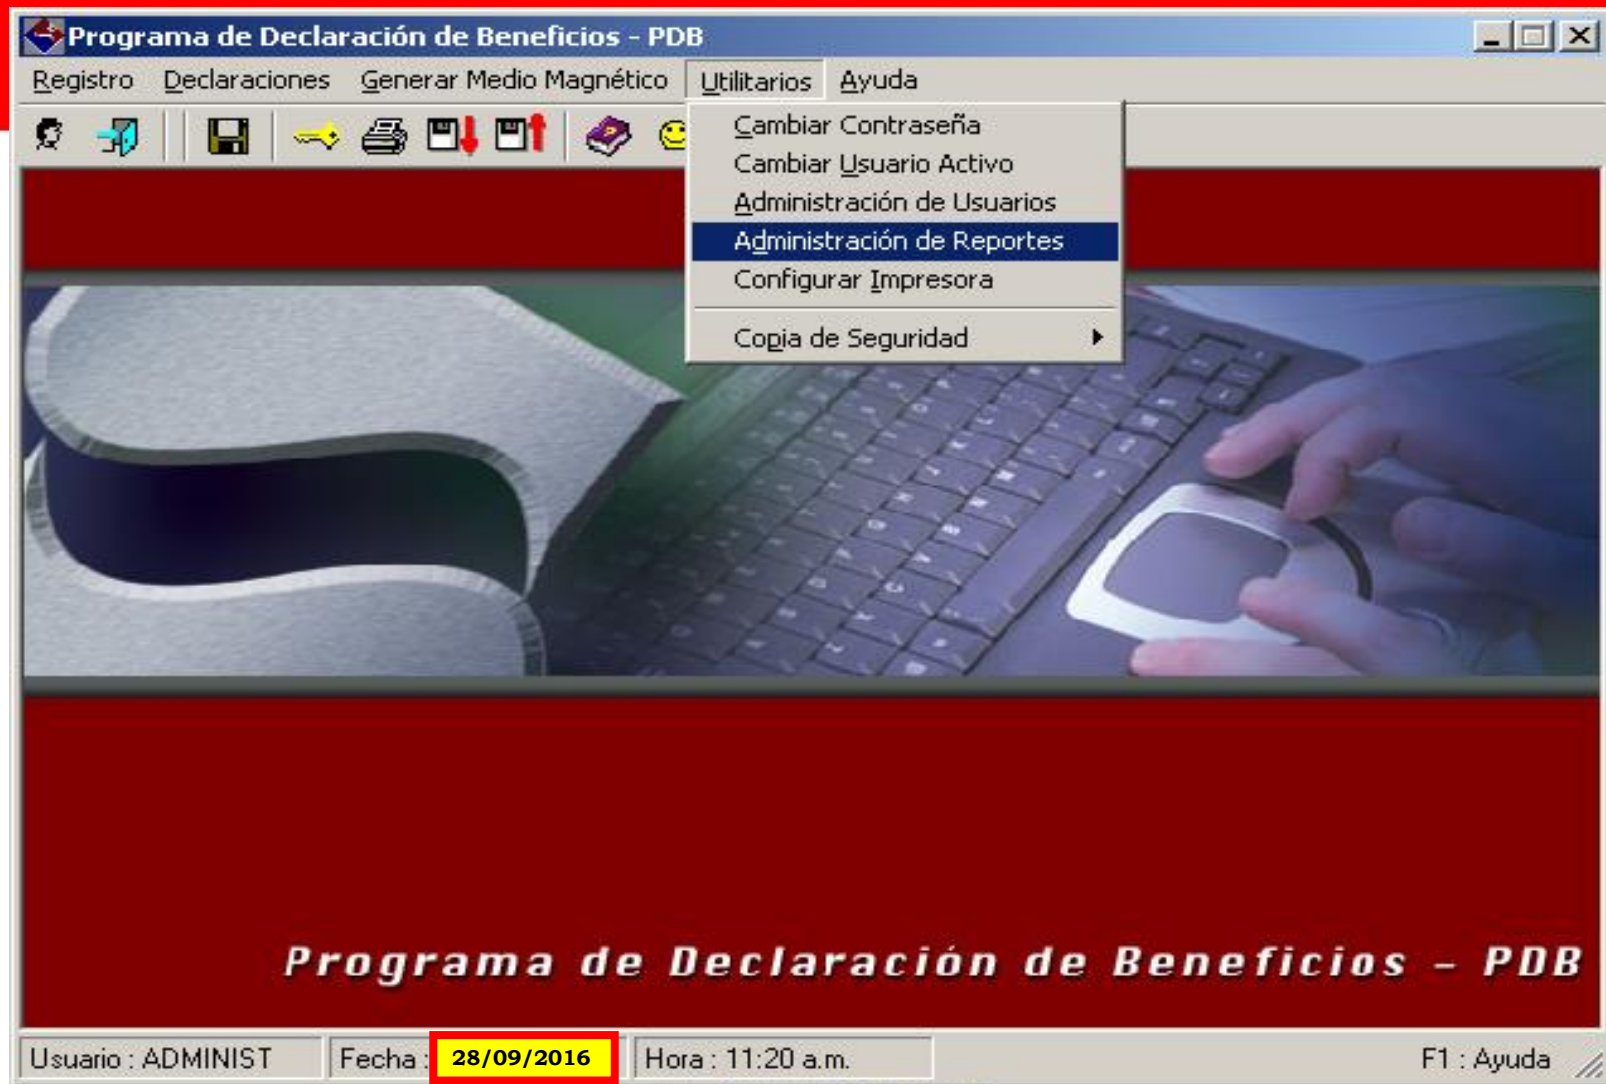 Programa de Declaración de Beneficios - PDB
Registro Declaraciones Generar Medio Magnético Utilitarios Ayuda
Cambiar Contraseña
Cambiar Usuario Activo
Administración de Usuarios
Administración de Reportes
Configurar Impresora
Copia de Seguridad
Programa de Declaración de Beneficios - PDB
Usuario : ADMINIST Fecha : 28/09/2016 Hora : 11:20 a.m. F1 : Ayuda